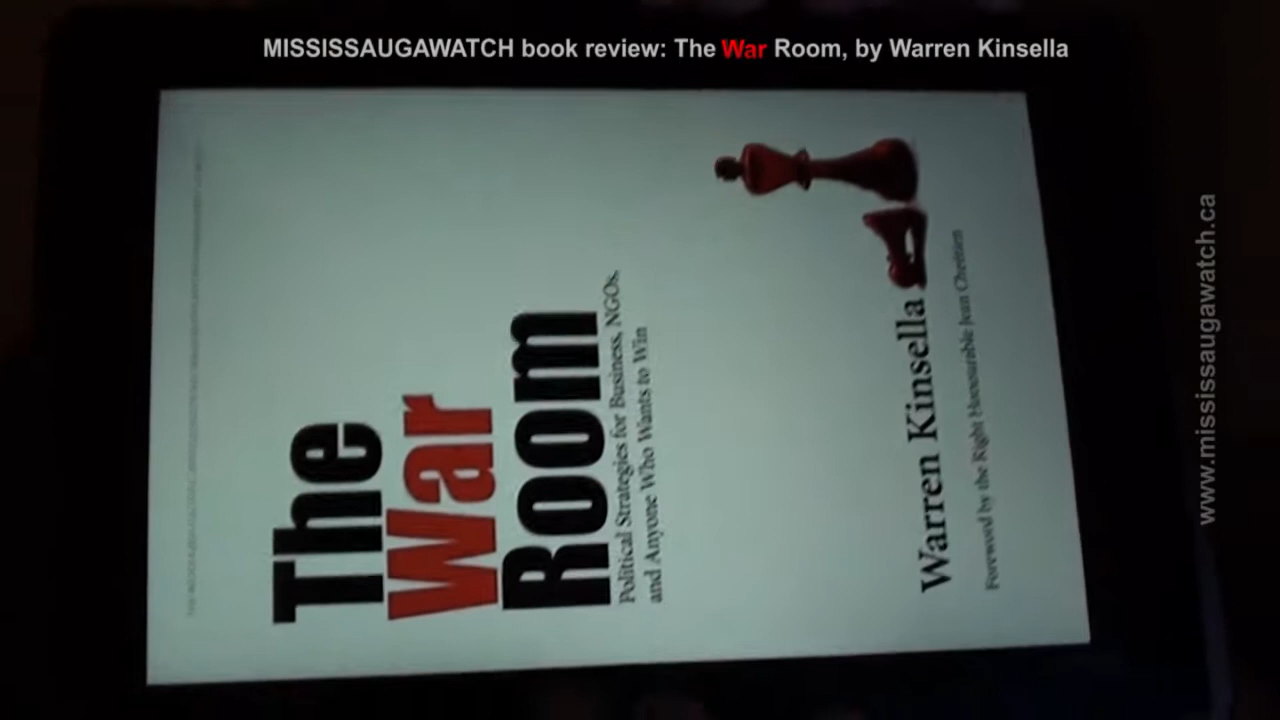 MISSISSAUGAWATCH book review: The War Room, by Warren Kinsella
The
War
Room
Political Strategies for Business, NGOs,
and Anyone Who Wants to Win
Warren Kinsella
Foreword by the Right Honourable Jean Chrétien
www.mississaugawatch.ca